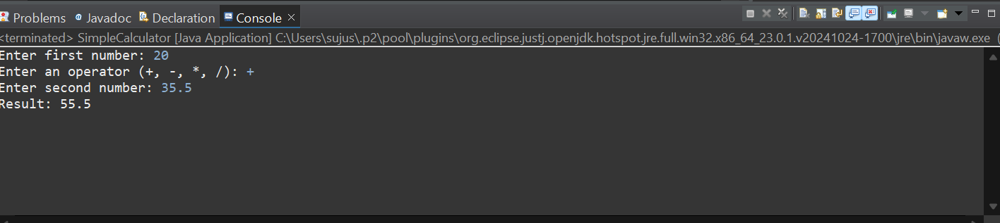 Problems @ Javadoc Declaration Console
<terminated> SimpleCalculator [Java Application] C:\Users\sujus\.p2\pool\plugins\org.eclipse.justj.openjdk.hotspot.jre.full.win32.x86_64_23.0.1.v20241024-1700\jre\bin\javaw.exe (
Enter first number: 20
Enter an operator (+, -, *, /): +
Enter second number: 35.5
Result: 55.5